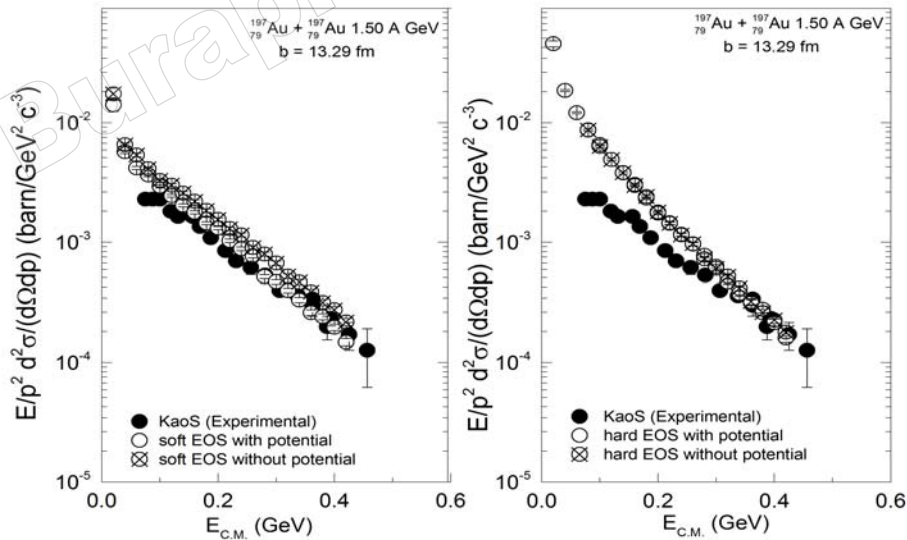 Burap
¹⁹⁷₇₉Au + ¹⁹⁷₇₉Au 1.50 A GeV
b = 13.29 fm
E/p² d²σ/(dΩdp) (barn/GeV² c⁻³)
10⁻²
10⁻³
10⁻⁴
10⁻⁵
KaoS (Experimental)
soft EOS with potential
soft EOS without potential
0.0 0.2 0.4 0.6
E_C.M. (GeV)
¹⁹⁷₇₉Au + ¹⁹⁷₇₉Au 1.50 A GeV
b = 13.29 fm
E/p² d²σ/(dΩdp) (barn/GeV² c⁻³)
10⁻²
10⁻³
10⁻⁴
10⁻⁵
KaoS (Experimental)
hard EOS with potential
hard EOS without potential
0.0 0.2 0.4 0.6
E_C.M. (GeV)